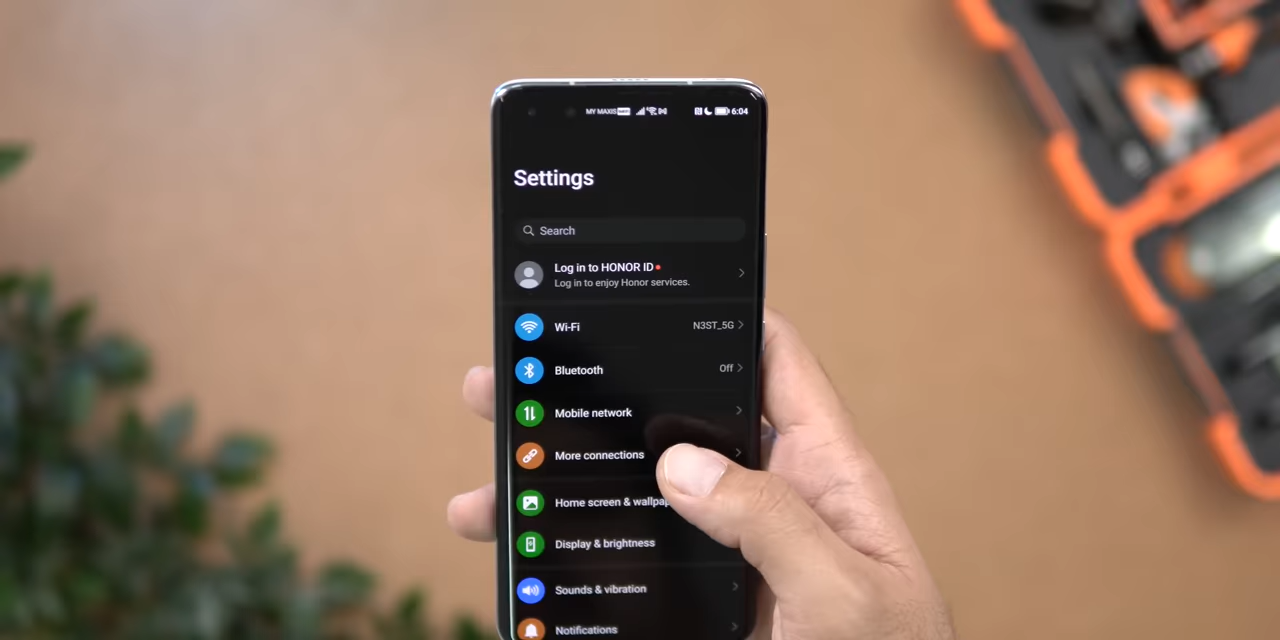 MY MAXIS 6:04
Settings
Search
Log in to HONOR ID
Log in to enjoy Honor services.
Wi-Fi N3ST_5G
Bluetooth Off
Mobile network
More connections
Home screen & wallpap
Display & brightness
Sounds & vibration
Notifications